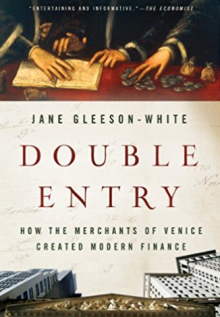 "ENTERTAINING AND INFORMATIVE." —THE ECONOMIST
JANE GLEESON-WHITE
DOUBLE
ENTRY
HOW THE MERCHANTS OF VENICE
CREATED MODERN FINANCE